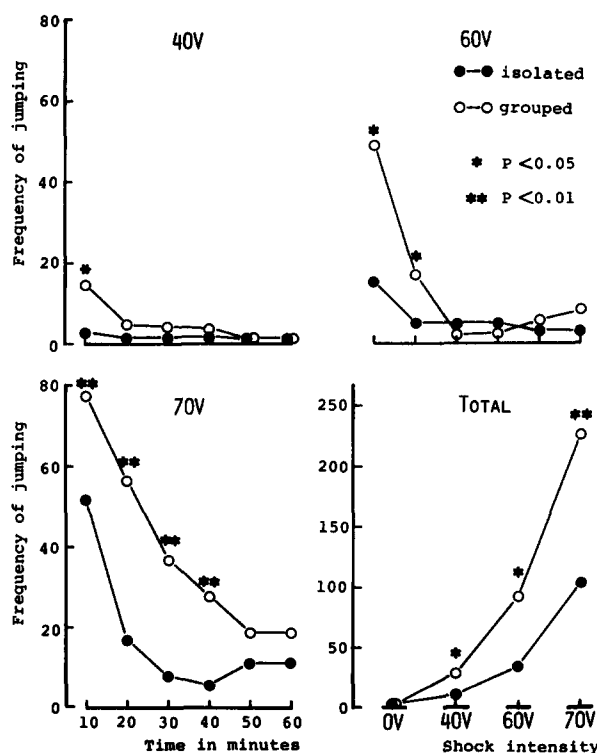 40V
Frequency of jumping
80
60
40
20
0
60V
isolated
grouped
* P <0.05
** P <0.01
70V
Frequency of jumping
80
60
40
20
0
10 20 30 40 50 60
Time in minutes
TOTAL
250
200
150
100
50
0
0V 40V 60V 70V
Shock intensity